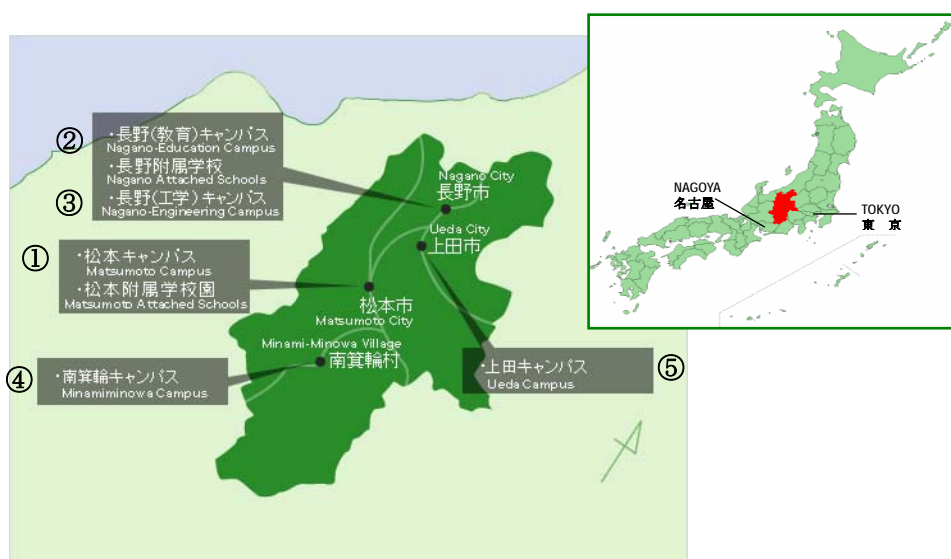 ②
・長野(教育)キャンパス
Nagano-Education Campus
・長野附属学校
Nagano Attached Schools
③
・長野(工学)キャンパス
Nagano-Engineering Campus
①
・松本キャンパス
Matsumoto Campus
・松本附属学校園
Matsumoto Attached Schools
④
・南箕輪キャンパス
Minamiminowa Campus
Nagano City
長野市
Ueda City
上田市
松本市
Matsumoto City
Minami-Minowa Village
南箕輪村
・上田キャンパス
Ueda Campus
⑤
NAGOYA
名古屋
TOKYO
東 京